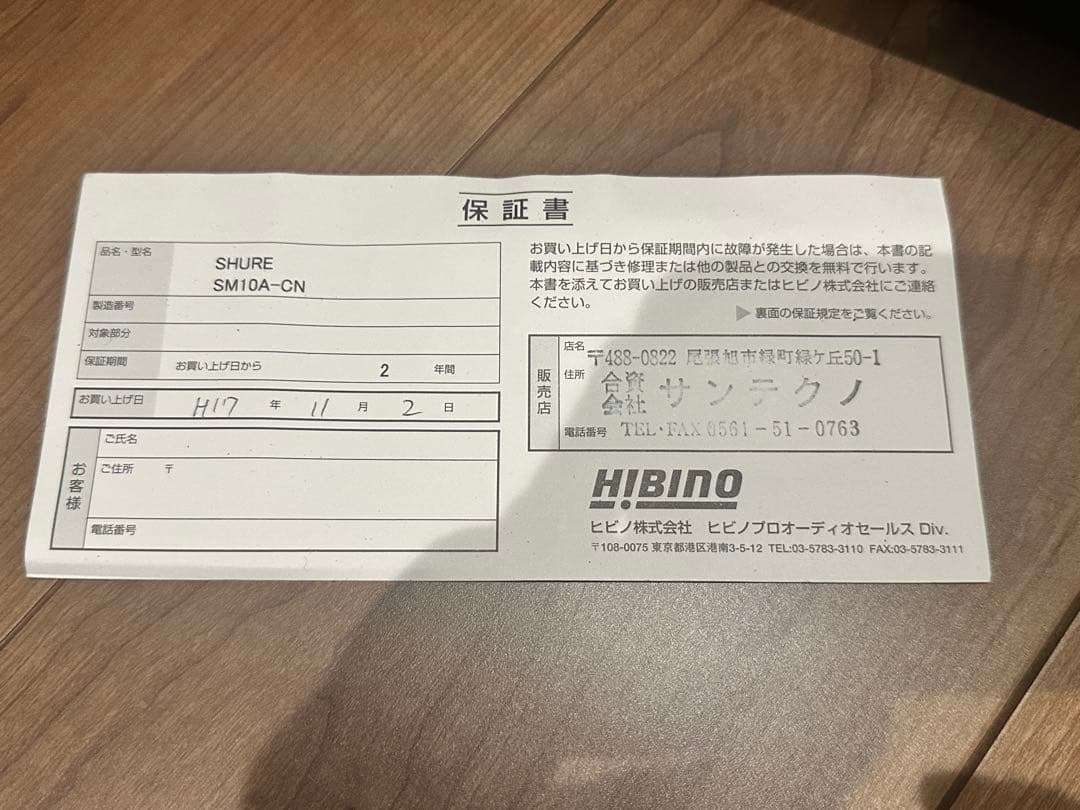 保証書
品名・型名
SHURE
SM10A-CN
製造番号
対象部分
保証期間 お買い上げ日から 2 年間
お買い上げ日 H17 年 11 月 2 日
お客様
ご氏名
ご住所 〒
電話番号
お買い上げ日から保証期間内に故障が発生した場合は、本書の記
載内容に基づき修理または他の製品との交換を無料で行います。
本書を添えてお買い上げの販売店またはヒビノ株式会社にご連絡
ください。
▶裏面の保証規定をご覧ください。
販売店
店名
〒488-0822 尾張旭市緑町緑ケ丘50-1
住所
合資会社 サンテクノ
電話番号 TEL・FAX 0561-51-0763
HIBINO
ヒビノ株式会社 ヒビノプロオーディオセールス Div.
〒108-0075 東京都港区港南3-5-12 TEL:03-5783-3110 FAX:03-5783-3111